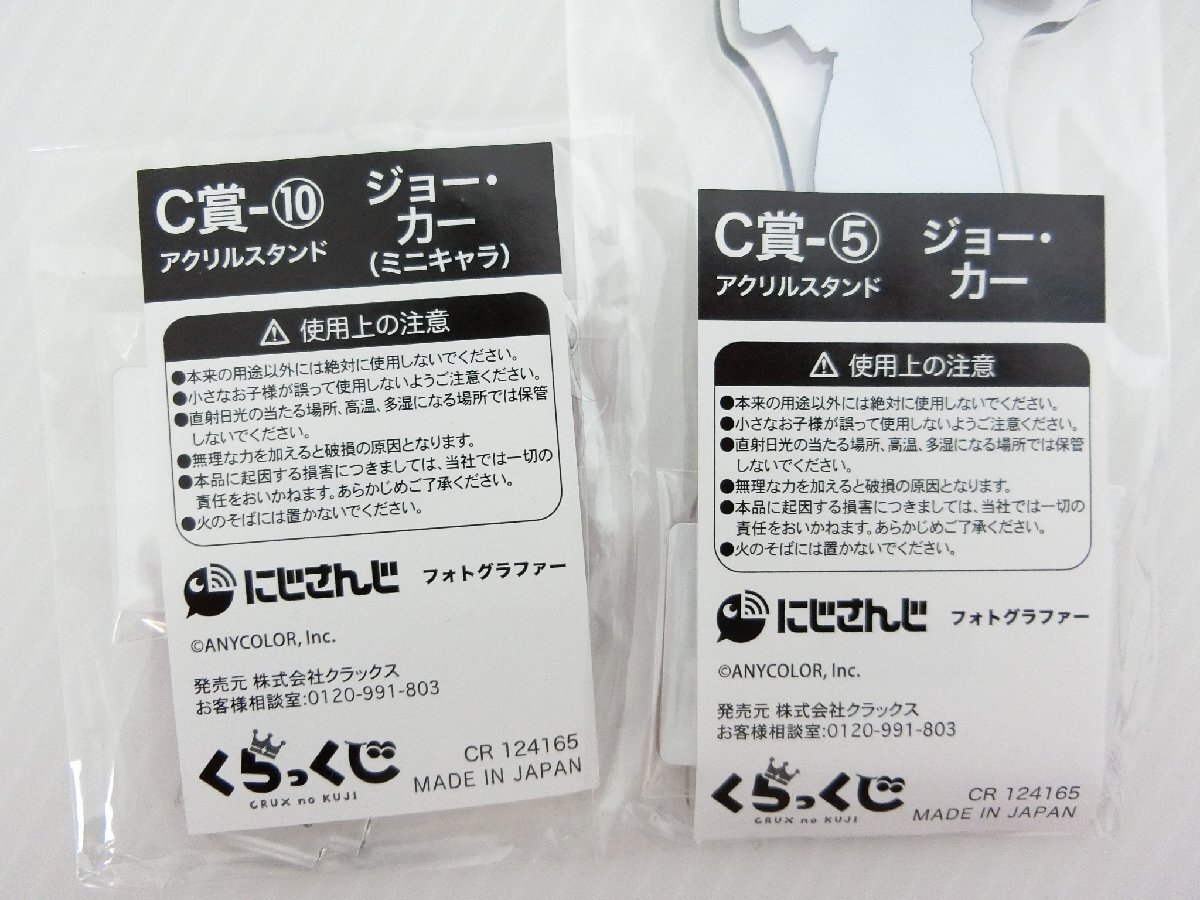 C賞-⑩
アクリルスタンド
ジョー・
力一
(ミニキャラ)
⚠ 使用上の注意
●本来の用途以外には絶対に使用しないでください。
●小さなお子様が誤って使用しないようご注意ください。
●直射日光の当たる場所、高温、多湿になる場所では保管
しないでください。
●無理な力を加えると破損の原因となります。
●本品に起因する損害につきましては、当社では一切の
責任をおいかねます。あらかじめご了承ください。
●火のそばには置かないでください。
にじさんじ フォトグラファー
©ANYCOLOR, Inc.
発売元 株式会社クラックス
お客様相談室:0120-991-803
くらっくじ
CRUX no KUJI
CR 124165
MADE IN JAPAN
C賞-⑤
アクリルスタンド
ジョー・
力一
⚠ 使用上の注意
●本来の用途以外には絶対に使用しないでください。
●小さなお子様が誤って使用しないようご注意ください。
●直射日光の当たる場所、高温、多湿になる場所では保管
しないでください。
●無理な力を加えると破損の原因となります。
●本品に起因する損害につきましては、当社では一切の
責任をおいかねます。あらかじめご了承ください。
●火のそばには置かないでください。
にじさんじ フォトグラファー
©ANYCOLOR, Inc.
発売元 株式会社クラックス
お客様相談室:0120-991-803
くらっくじ
CRUX no KUJI
CR 124165
MADE IN JAPAN